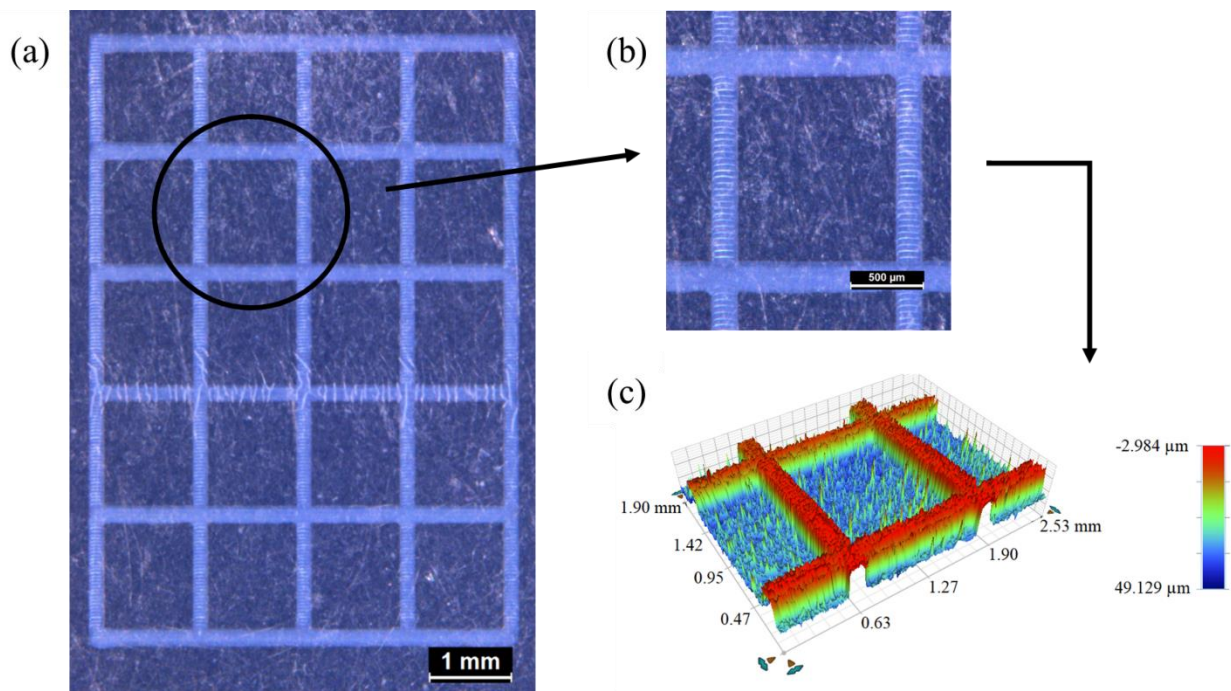 (a)
1 mm
(b)
500 µm
(c)
1.90 mm
1.42
0.95
0.47
0.63
1.27
1.90
2.53 mm
-2.984 µm
49.129 µm